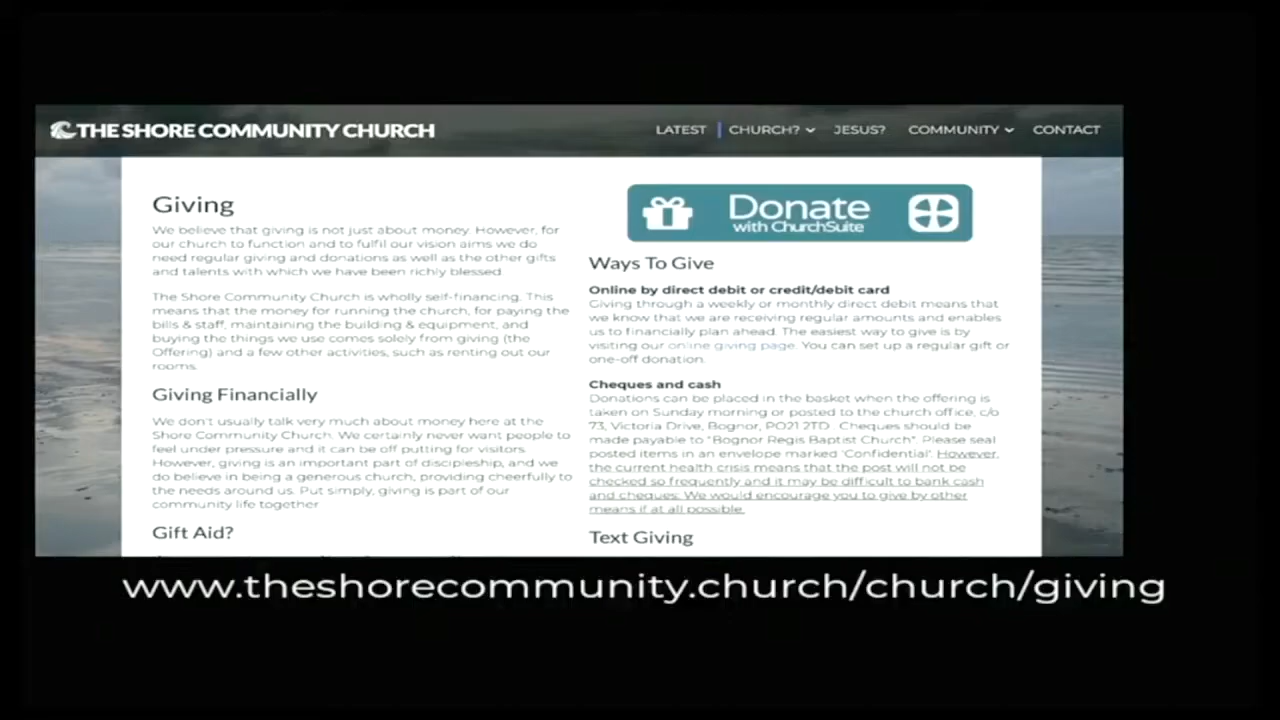 THE SHORE COMMUNITY CHURCH
LATEST CHURCH? JESUS? COMMUNITY CONTACT
Giving
We believe that giving is not just about money. However, for
our church to function and to fulfil our vision aims we do
need regular giving and donations as well as the other gifts
and talents with which we have been richly blessed.
The Shore Community Church is wholly self-financing. This
means that the money for running the church, for paying the
bills & staff, maintaining the building & equipment, and
buying the things we use comes solely from giving (the
Offering) and a few other activities, such as renting out our
rooms.
Giving Financially
We don't usually talk very much about money here at the
Shore Community Church. We certainly never want people to
feel under pressure and it can be off putting for visitors.
However, giving is an important part of discipleship, and we
do believe in being a generous church, providing cheerfully to
the needs around us. Put simply, giving is part of our
community life together
Gift Aid?
Donate
with ChurchSuite
Ways To Give
Online by direct debit or credit/debit card
Giving through a weekly or monthly direct debit means that
we know that we are receiving regular amounts and enables
us to financially plan ahead. The easiest way to give is by
visiting our online giving page. You can set up a regular gift or
one-off donation.
Cheques and cash
Donations can be placed in the basket when the offering is
taken on Sunday morning or posted to the church office, c/o
73, Victoria Drive, Bognor, PO21 2TD. Cheques should be
made payable to "Bognor Regis Baptist Church". Please seal
posted items in an envelope marked 'Confidential'. However,
the current health crisis means that the post will not be
checked so frequently and it may be difficult to bank cash
and cheques. We would encourage you to give by other
means if at all possible.
Text Giving
www.theshorecommunity.church/church/giving